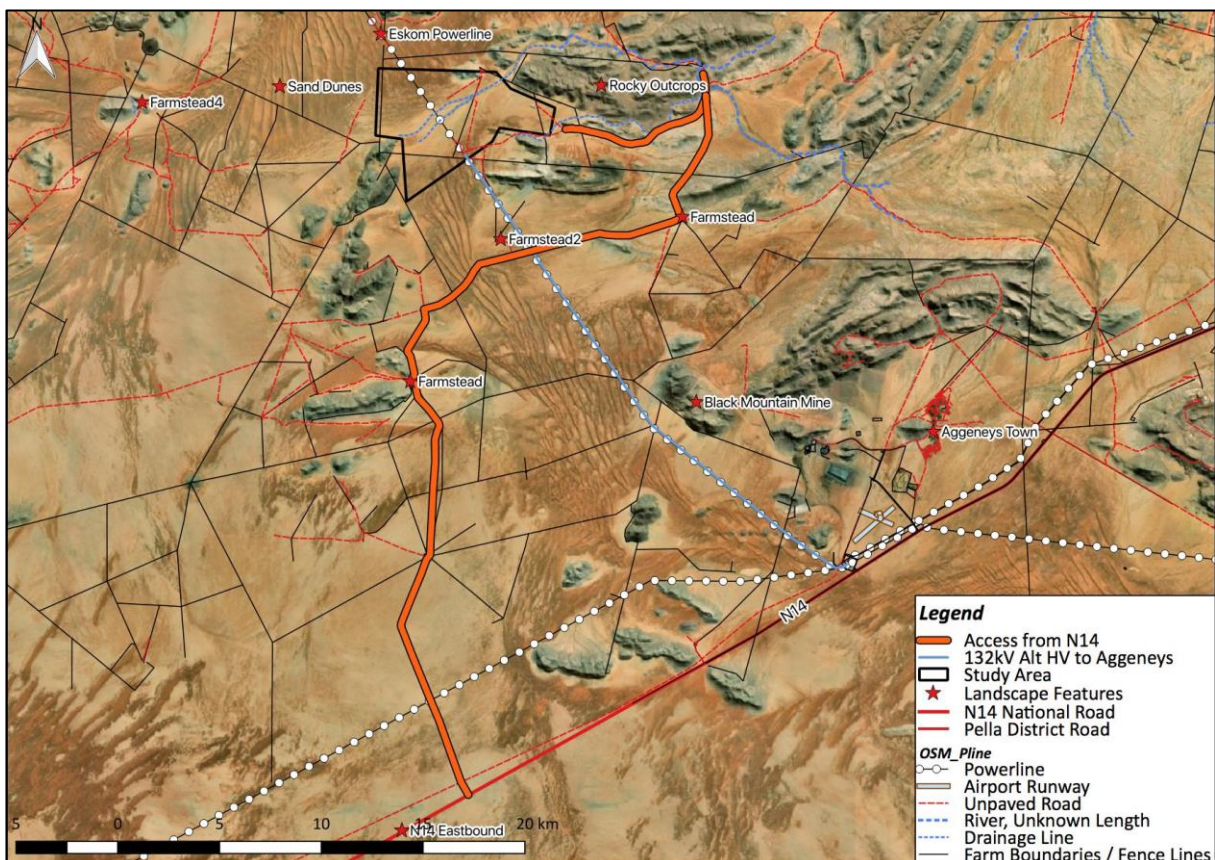 N
Eskom Powerline
Sand Dunes
Rocky Outcrops
Farmstead4
Farmstead
Farmstead2
Farmstead
Black Mountain Mine
Aggeneys Town
N14
N14 Eastbound
5 0 5 10 15 20 km
Legend
Access from N14
132kV Alt HV to Aggeneys
Study Area
Landscape Features
N14 National Road
Pella District Road
OSM_Pline
Powerline
Airport Runway
Unpaved Road
River, Unknown Length
Drainage Line
Farm Boundaries / Fence Lines